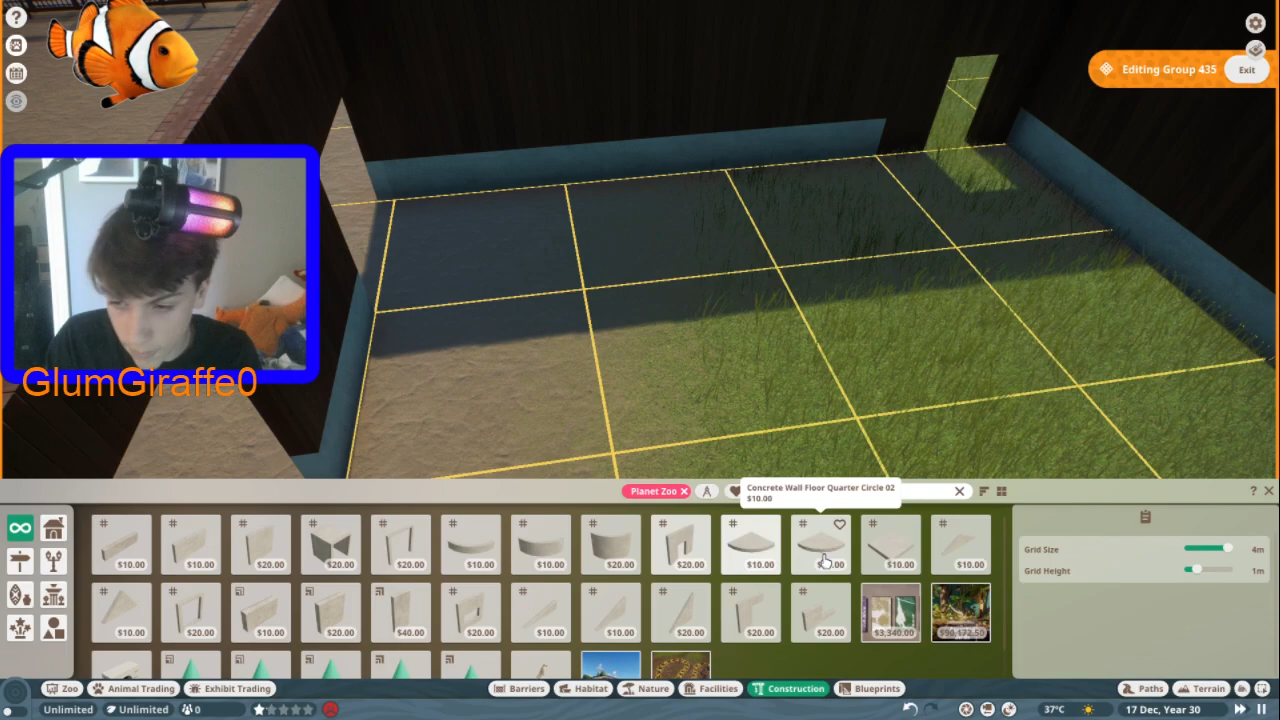 ?
Editing Group 435
Exit
GlumGiraffe0
Planet Zoo
Concrete Wall Floor Quarter Circle 02
$10.00
?
$10.00 $10.00 $20.00 $20.00 $20.00 $10.00 $10.00 $20.00 $20.00 $10.00 $10.00 $10.00
Grid Size 4m
Grid Height 1m
$10.00 $20.00 $10.00 $20.00 $40.00 $20.00 $10.00 $10.00 $20.00 $20.00 $20.00 $3,340.00
Zoo Animal Trading Exhibit Trading Barriers Habitat Nature Facilities Construction Blueprints Paths Terrain
Unlimited Unlimited 0 37°C 17 Dec, Year 30